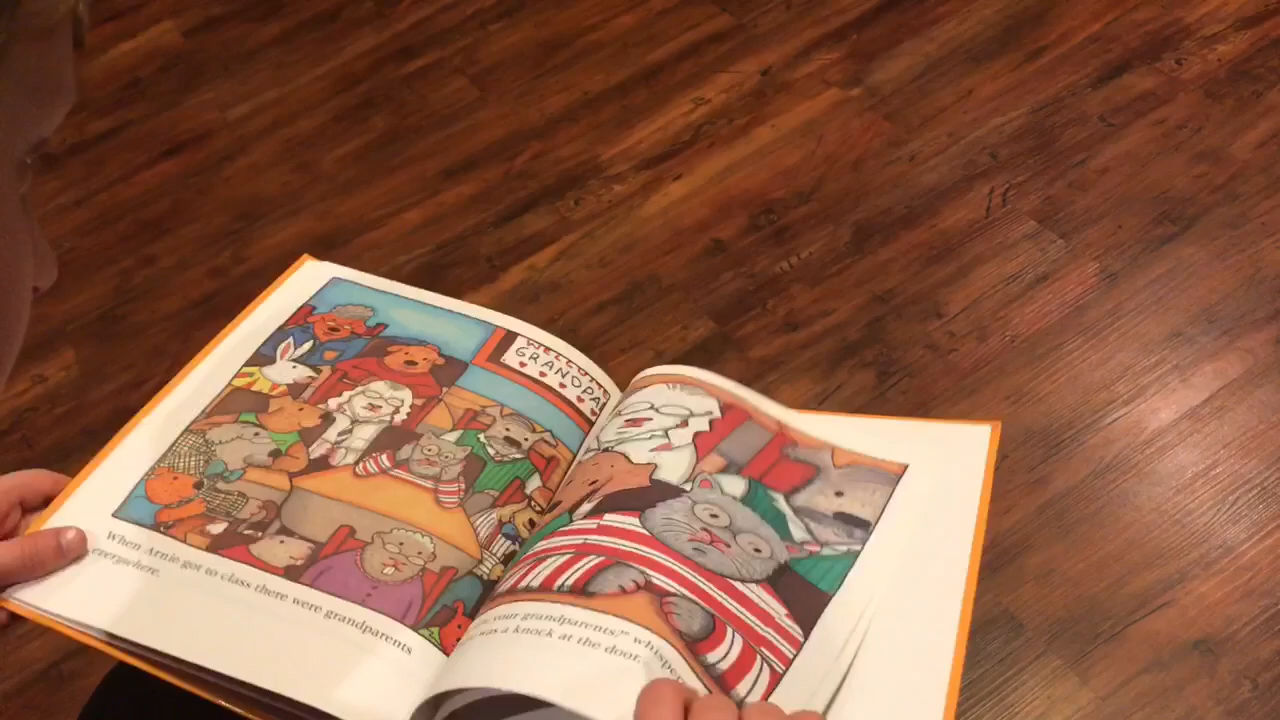 WELCOME
GRANDPA
When Arnie got to class there were grandparents
everywhere.
your grandparents?" whisper
was a knock at the door.